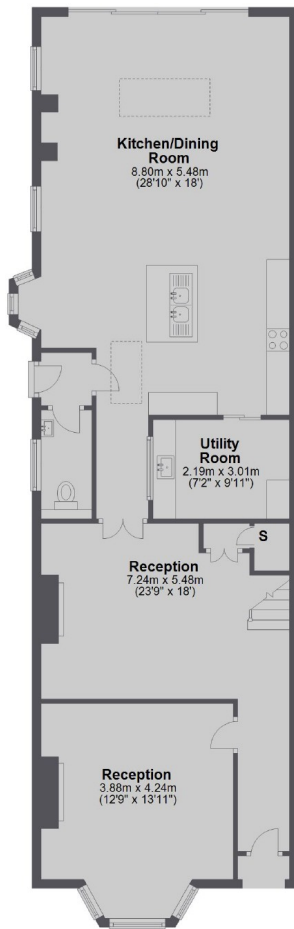 Kitchen/Dining
Room
8.80m x 5.48m
(28'10" x 18')
Utility
Room
2.19m x 3.01m
(7'2" x 9'11")
S
Reception
7.24m x 5.48m
(23'9" x 18')
Reception
3.88m x 4.24m
(12'9" x 13'11")